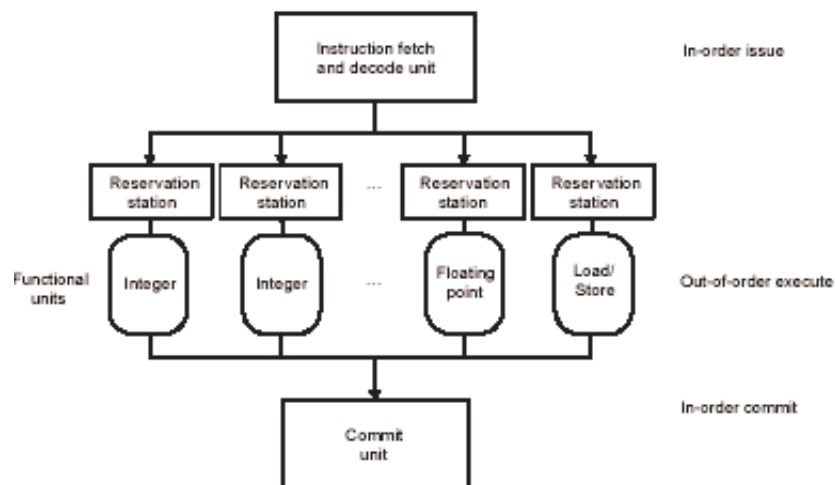 Instruction fetch
and decode unit
In-order issue
Reservation
station
Reservation
station
...
Reservation
station
Reservation
station
Functional
units
Integer
Integer
...
Floating
point
Load/
Store
Out-of-order execute
In-order commit
Commit
unit